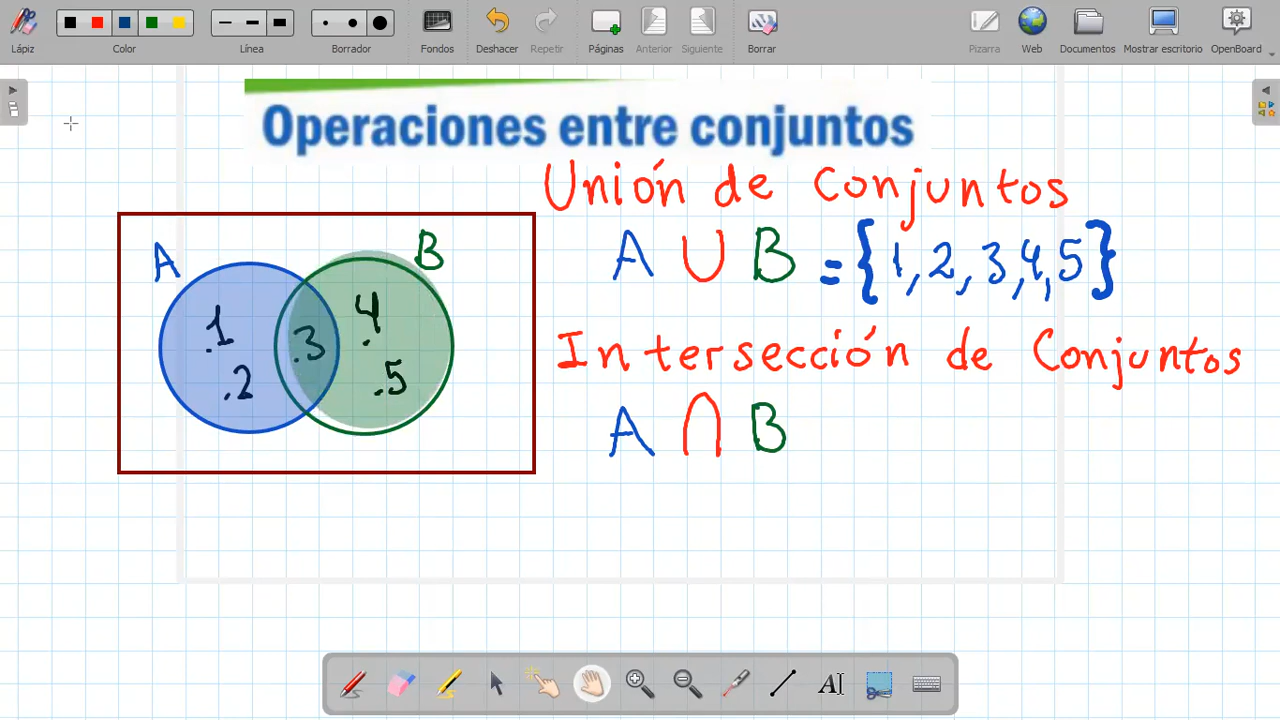 Lápiz Color Línea Borrador Fondos Deshacer Repetir Páginas Anterior Siguiente Borrar Pizarra Web Documentos Mostrar escritorio OpenBoard
Operaciones entre conjuntos
Unión de Conjuntos
A ∪ B = {1, 2, 3, 4, 5}
A B
.1 .3 4.
.2 .5
Intersección de Conjuntos
A ∩ B
AI